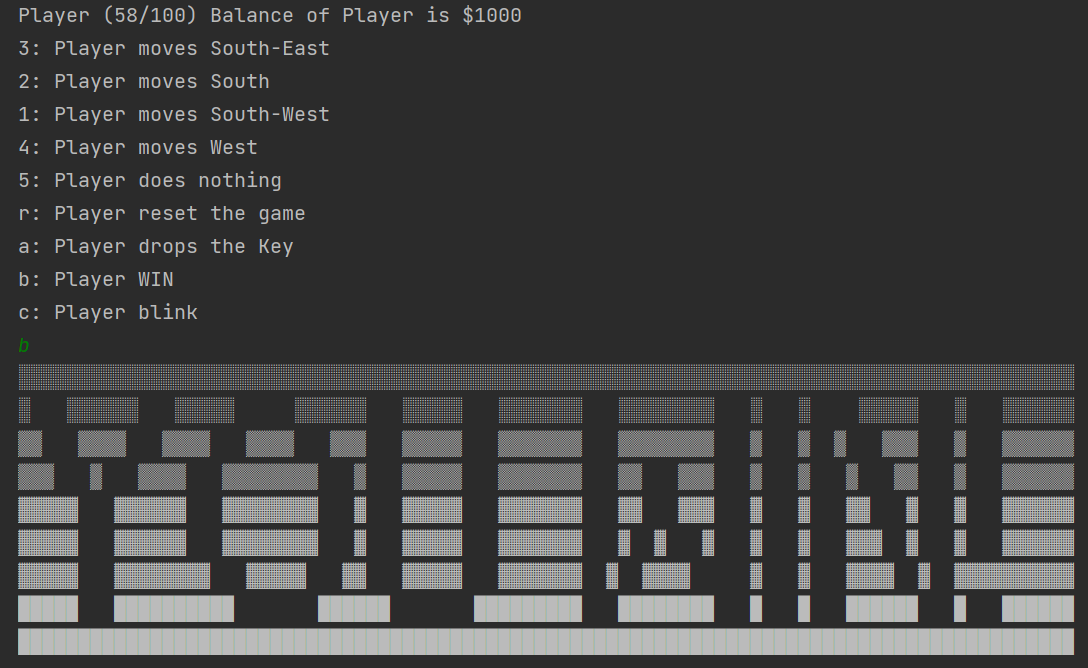 Player (58/100) Balance of Player is $1000
3: Player moves South-East
2: Player moves South
1: Player moves South-West
4: Player moves West
5: Player does nothing
r: Player reset the game
a: Player drops the Key
b: Player WIN
c: Player blink
b
YOU WIN!